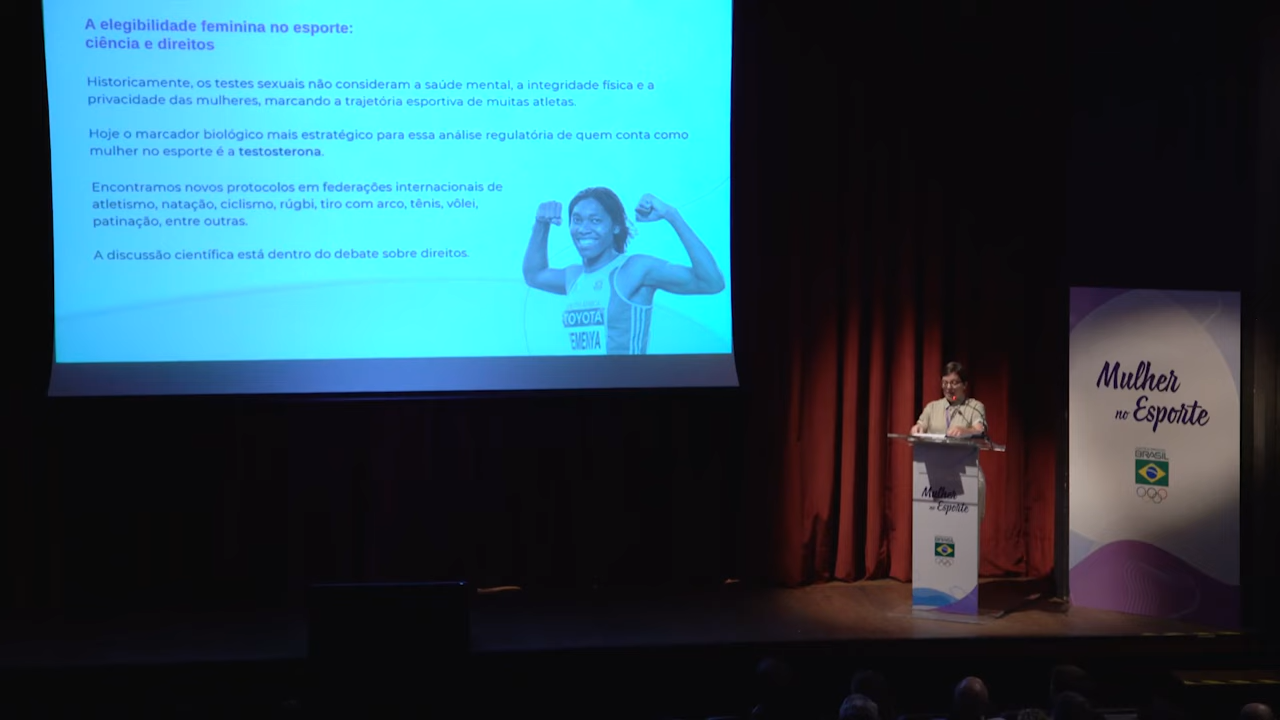 A elegibilidade feminina no esporte:
ciência e direitos
Historicamente, os testes sexuais não consideram a saúde mental, a integridade física e a
privacidade das mulheres, marcando a trajetória esportiva de muitas atletas.
Hoje o marcador biológico mais estratégico para essa análise regulatória de quem conta como
mulher no esporte é a testosterona.
Encontramos novos protocolos em federações internacionais de
atletismo, natação, ciclismo, rúgbi, tiro com arco, tênis, vôlei,
patinação, entre outras.
A discussão científica está dentro do debate sobre direitos.
TOYOTA
EMENYA
Mulher
no Esporte
BRASIL
Mulher
no Esporte
BRASIL